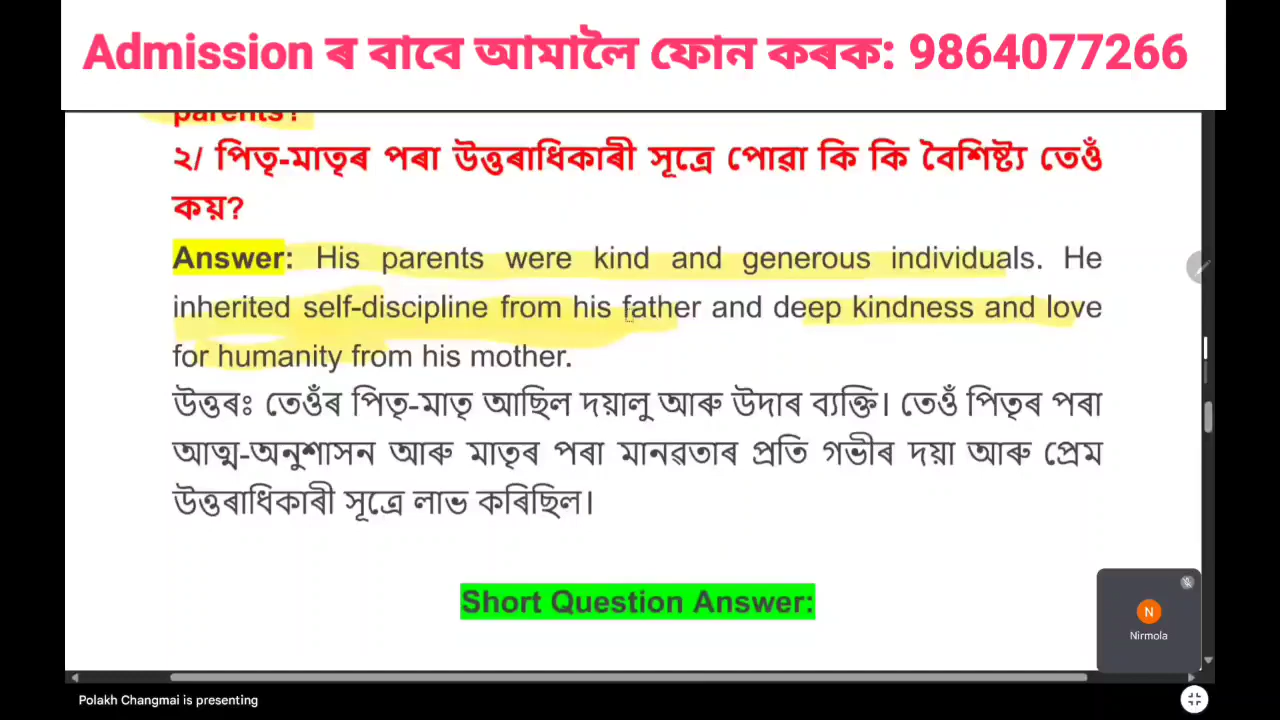 Admission ৰ বাবে আমালৈ ফোন কৰক: 9864077266
parents?
২/ পিতৃ-মাতৃৰ পৰা উত্তৰাধিকাৰী সূত্ৰে পোৱা কি কি বৈশিষ্ট্য তেওঁ
কয়?
Answer: His parents were kind and generous individuals. He
inherited self-discipline from his father and deep kindness and love
for humanity from his mother.
উত্তৰঃ তেওঁৰ পিতৃ-মাতৃ আছিল দয়ালু আৰু উদাৰ ব্যক্তি। তেওঁ পিতৃৰ পৰা
আত্ম-অনুশাসন আৰু মাতৃৰ পৰা মানৱতাৰ প্ৰতি গভীৰ দয়া আৰু প্ৰেম
উত্তৰাধিকাৰী সূত্ৰে লাভ কৰিছিল।
Short Question Answer:
N
Nirmola
Polakh Changmai is presenting